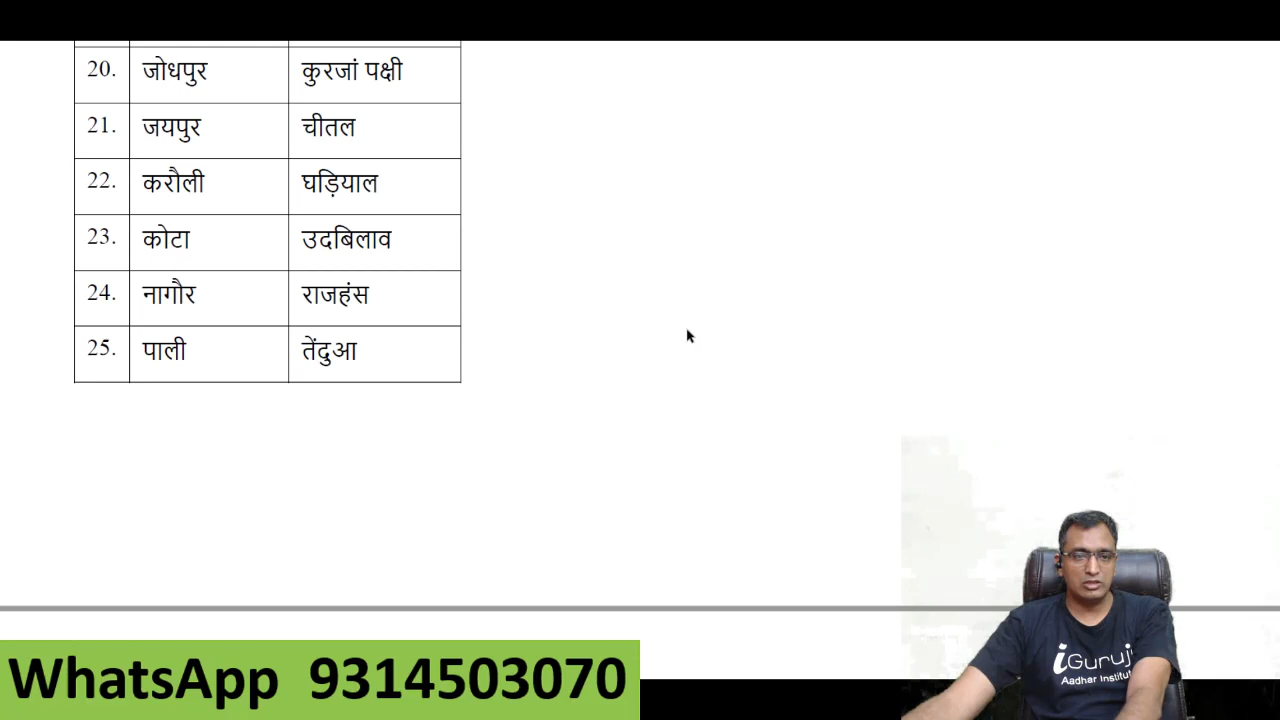 20. जोधपुर कुरजां पक्षी
21. जयपुर चीतल
22. करौली घड़ियाल
23. कोटा उदबिलाव
24. नागौर राजहंस
25. पाली तेंदुआ
iGuruji
Aadhar Institut
WhatsApp 9314503070